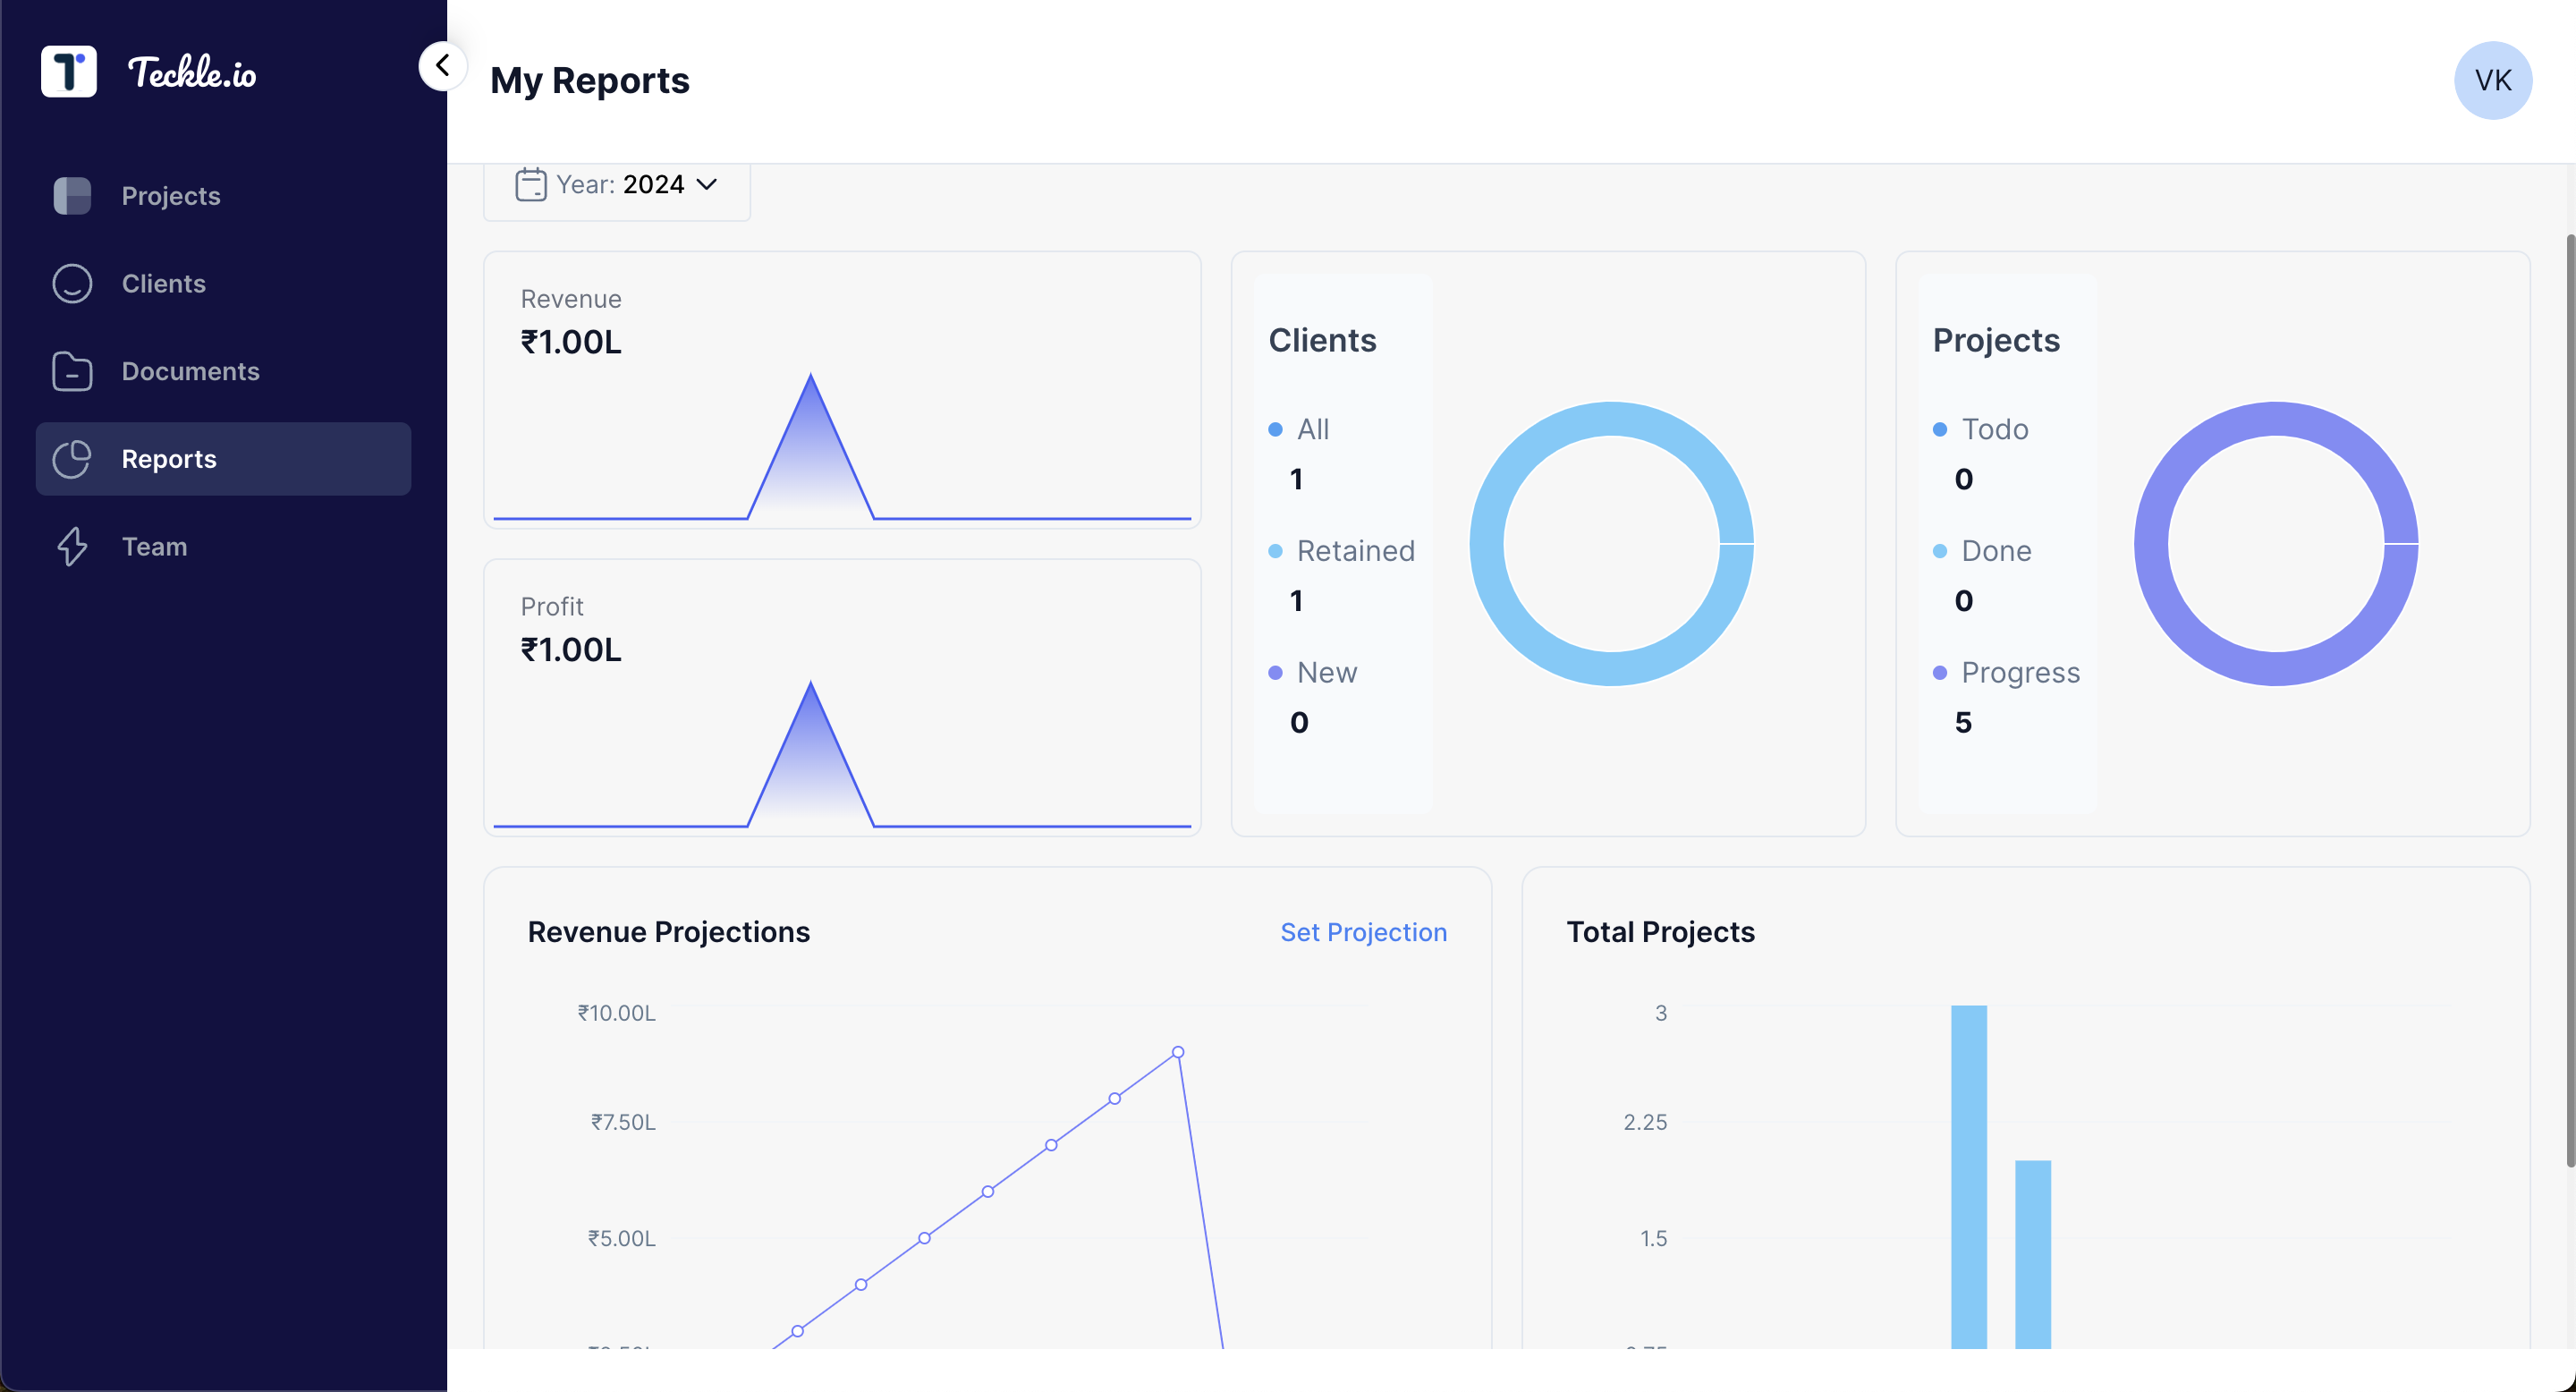 Teckle.io
Projects
Clients
Documents
Reports
Team
My Reports
VK
Year: 2024
Revenue
₹1.00L
Profit
₹1.00L
Clients
All
1
Retained
1
New
0
Projects
Todo
0
Done
0
Progress
5
Revenue Projections
Set Projection
₹10.00L
₹7.50L
₹5.00L
Total Projects
3
2.25
1.5